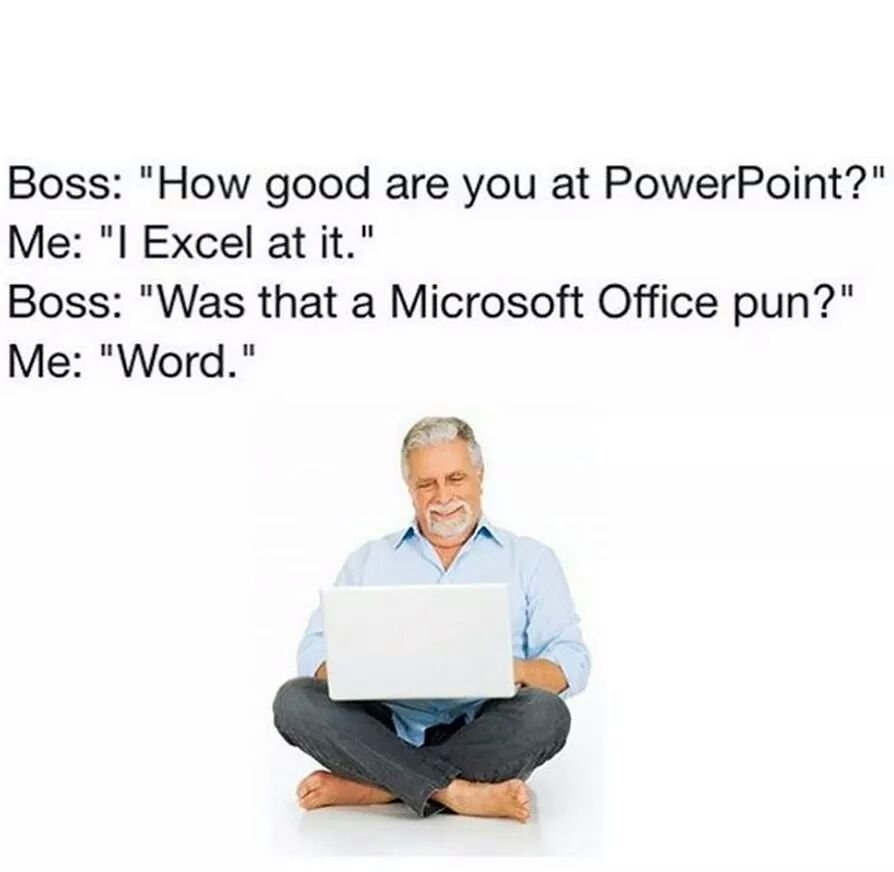 Boss: "How good are you at PowerPoint?"
Me: "I Excel at it."
Boss: "Was that a Microsoft Office pun?"
Me: "Word."